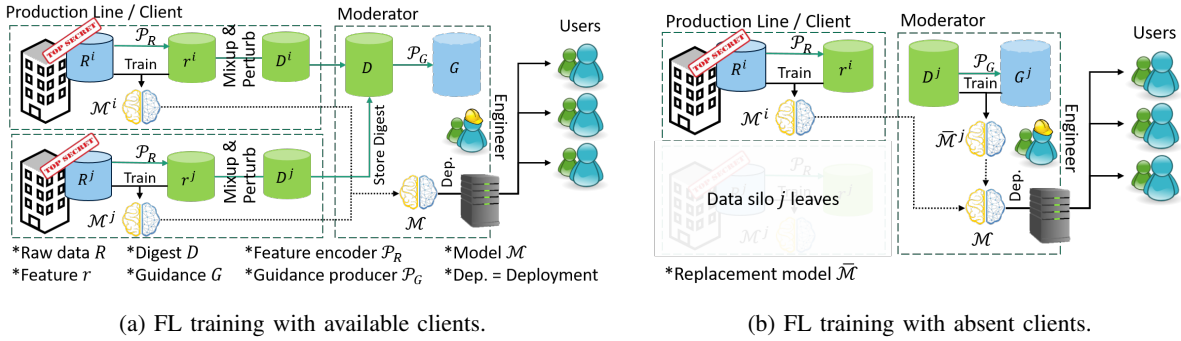 Production Line / Client
Moderator
Users
TOP SECRET
R^i
𝒫_R
Train
r^i
Mixup &
Perturb
D^i
ℳ^i
D
𝒫_G
G
Engineer
TOP SECRET
R^j
𝒫_R
Train
r^j
Mixup &
Perturb
D^j
Store Digest
ℳ^j
Dep.
ℳ
*Raw data R
*Digest D
*Feature encoder 𝒫_R
*Model ℳ
*Feature r
*Guidance G
*Guidance producer 𝒫_G
*Dep. = Deployment
(a) FL training with available clients.
Production Line / Client
Moderator
Users
TOP SECRET
R^i
𝒫_R
Train
r^i
ℳ^i
D^j
𝒫_G
Train
G^j
ℳ̄^j
Engineer
𝒫_R
Train
ℳ^j
Data silo j leaves
Dep.
ℳ
*Replacement model ℳ̄
(b) FL training with absent clients.